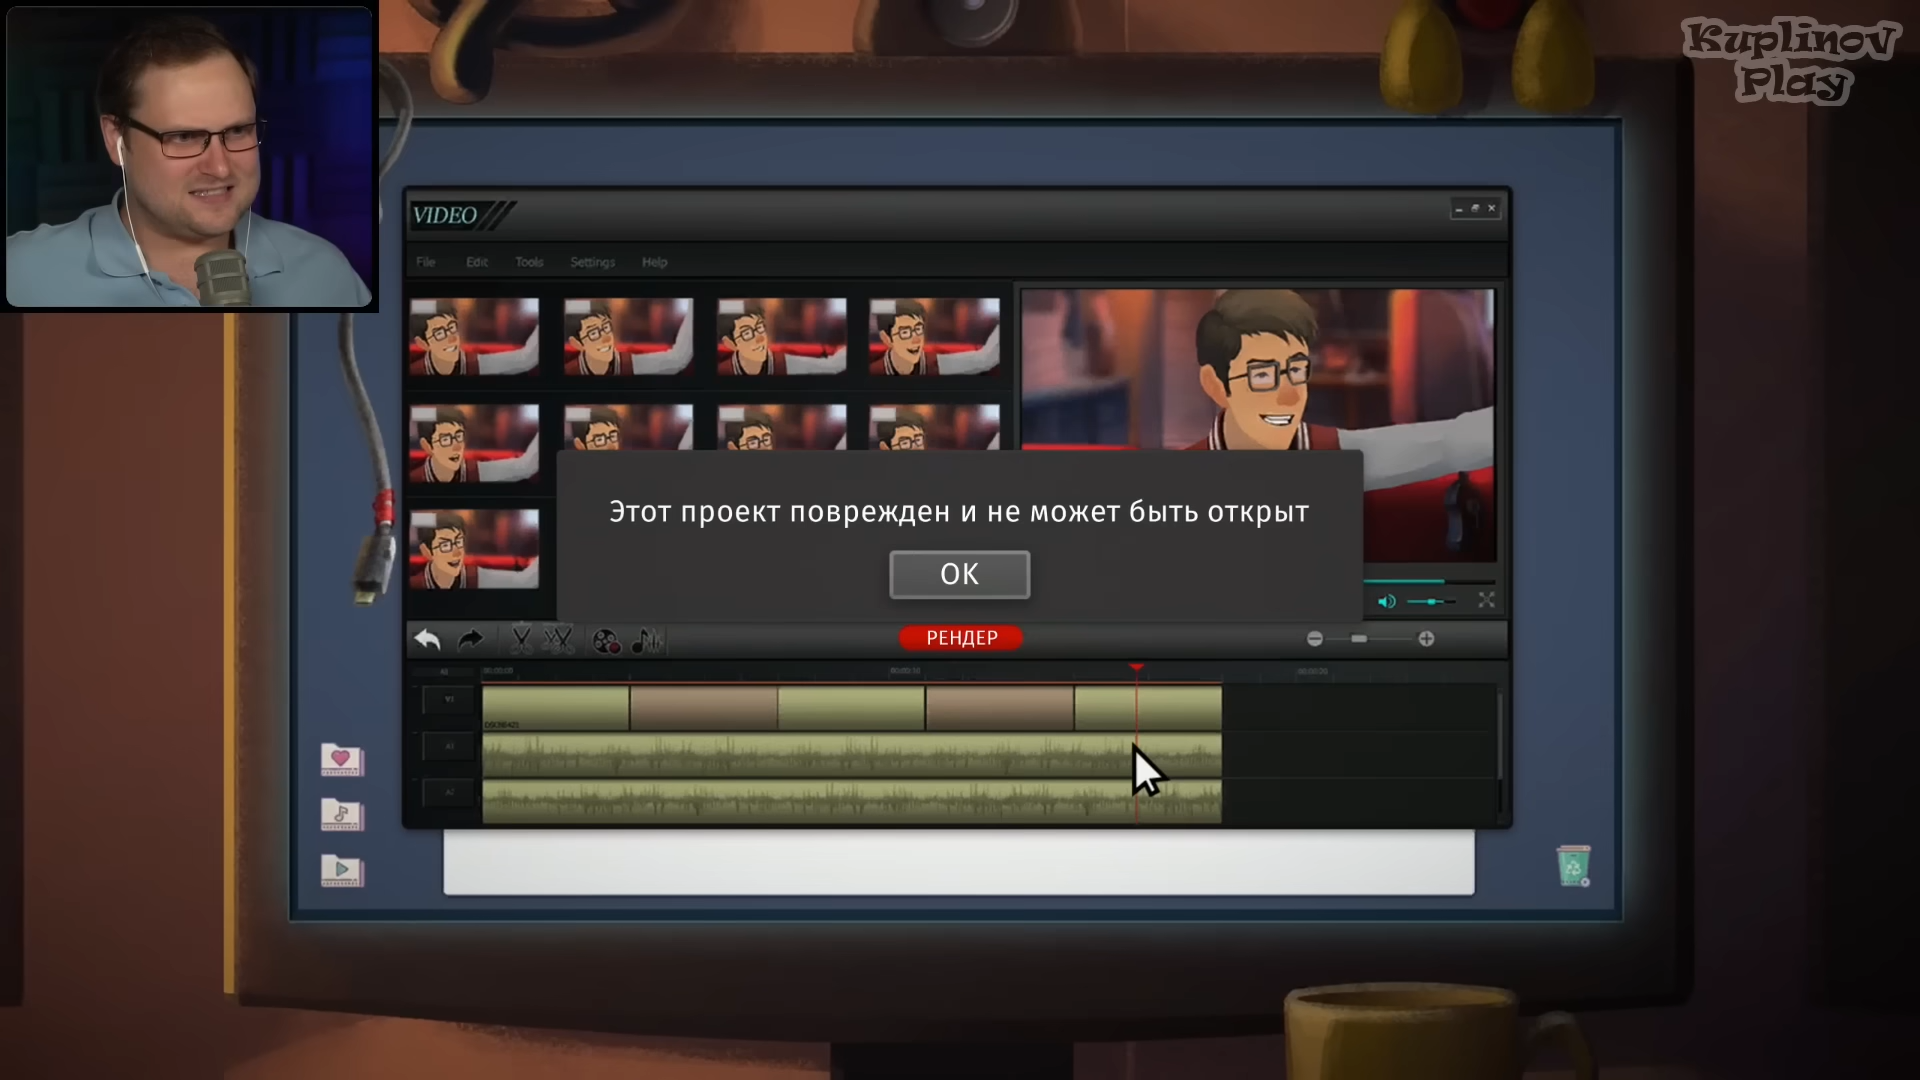 Kuplinov
Play
VIDEO
File Edit Tools Settings Help
Этот проект поврежден и не может быть открыт
OK
РЕНДЕР